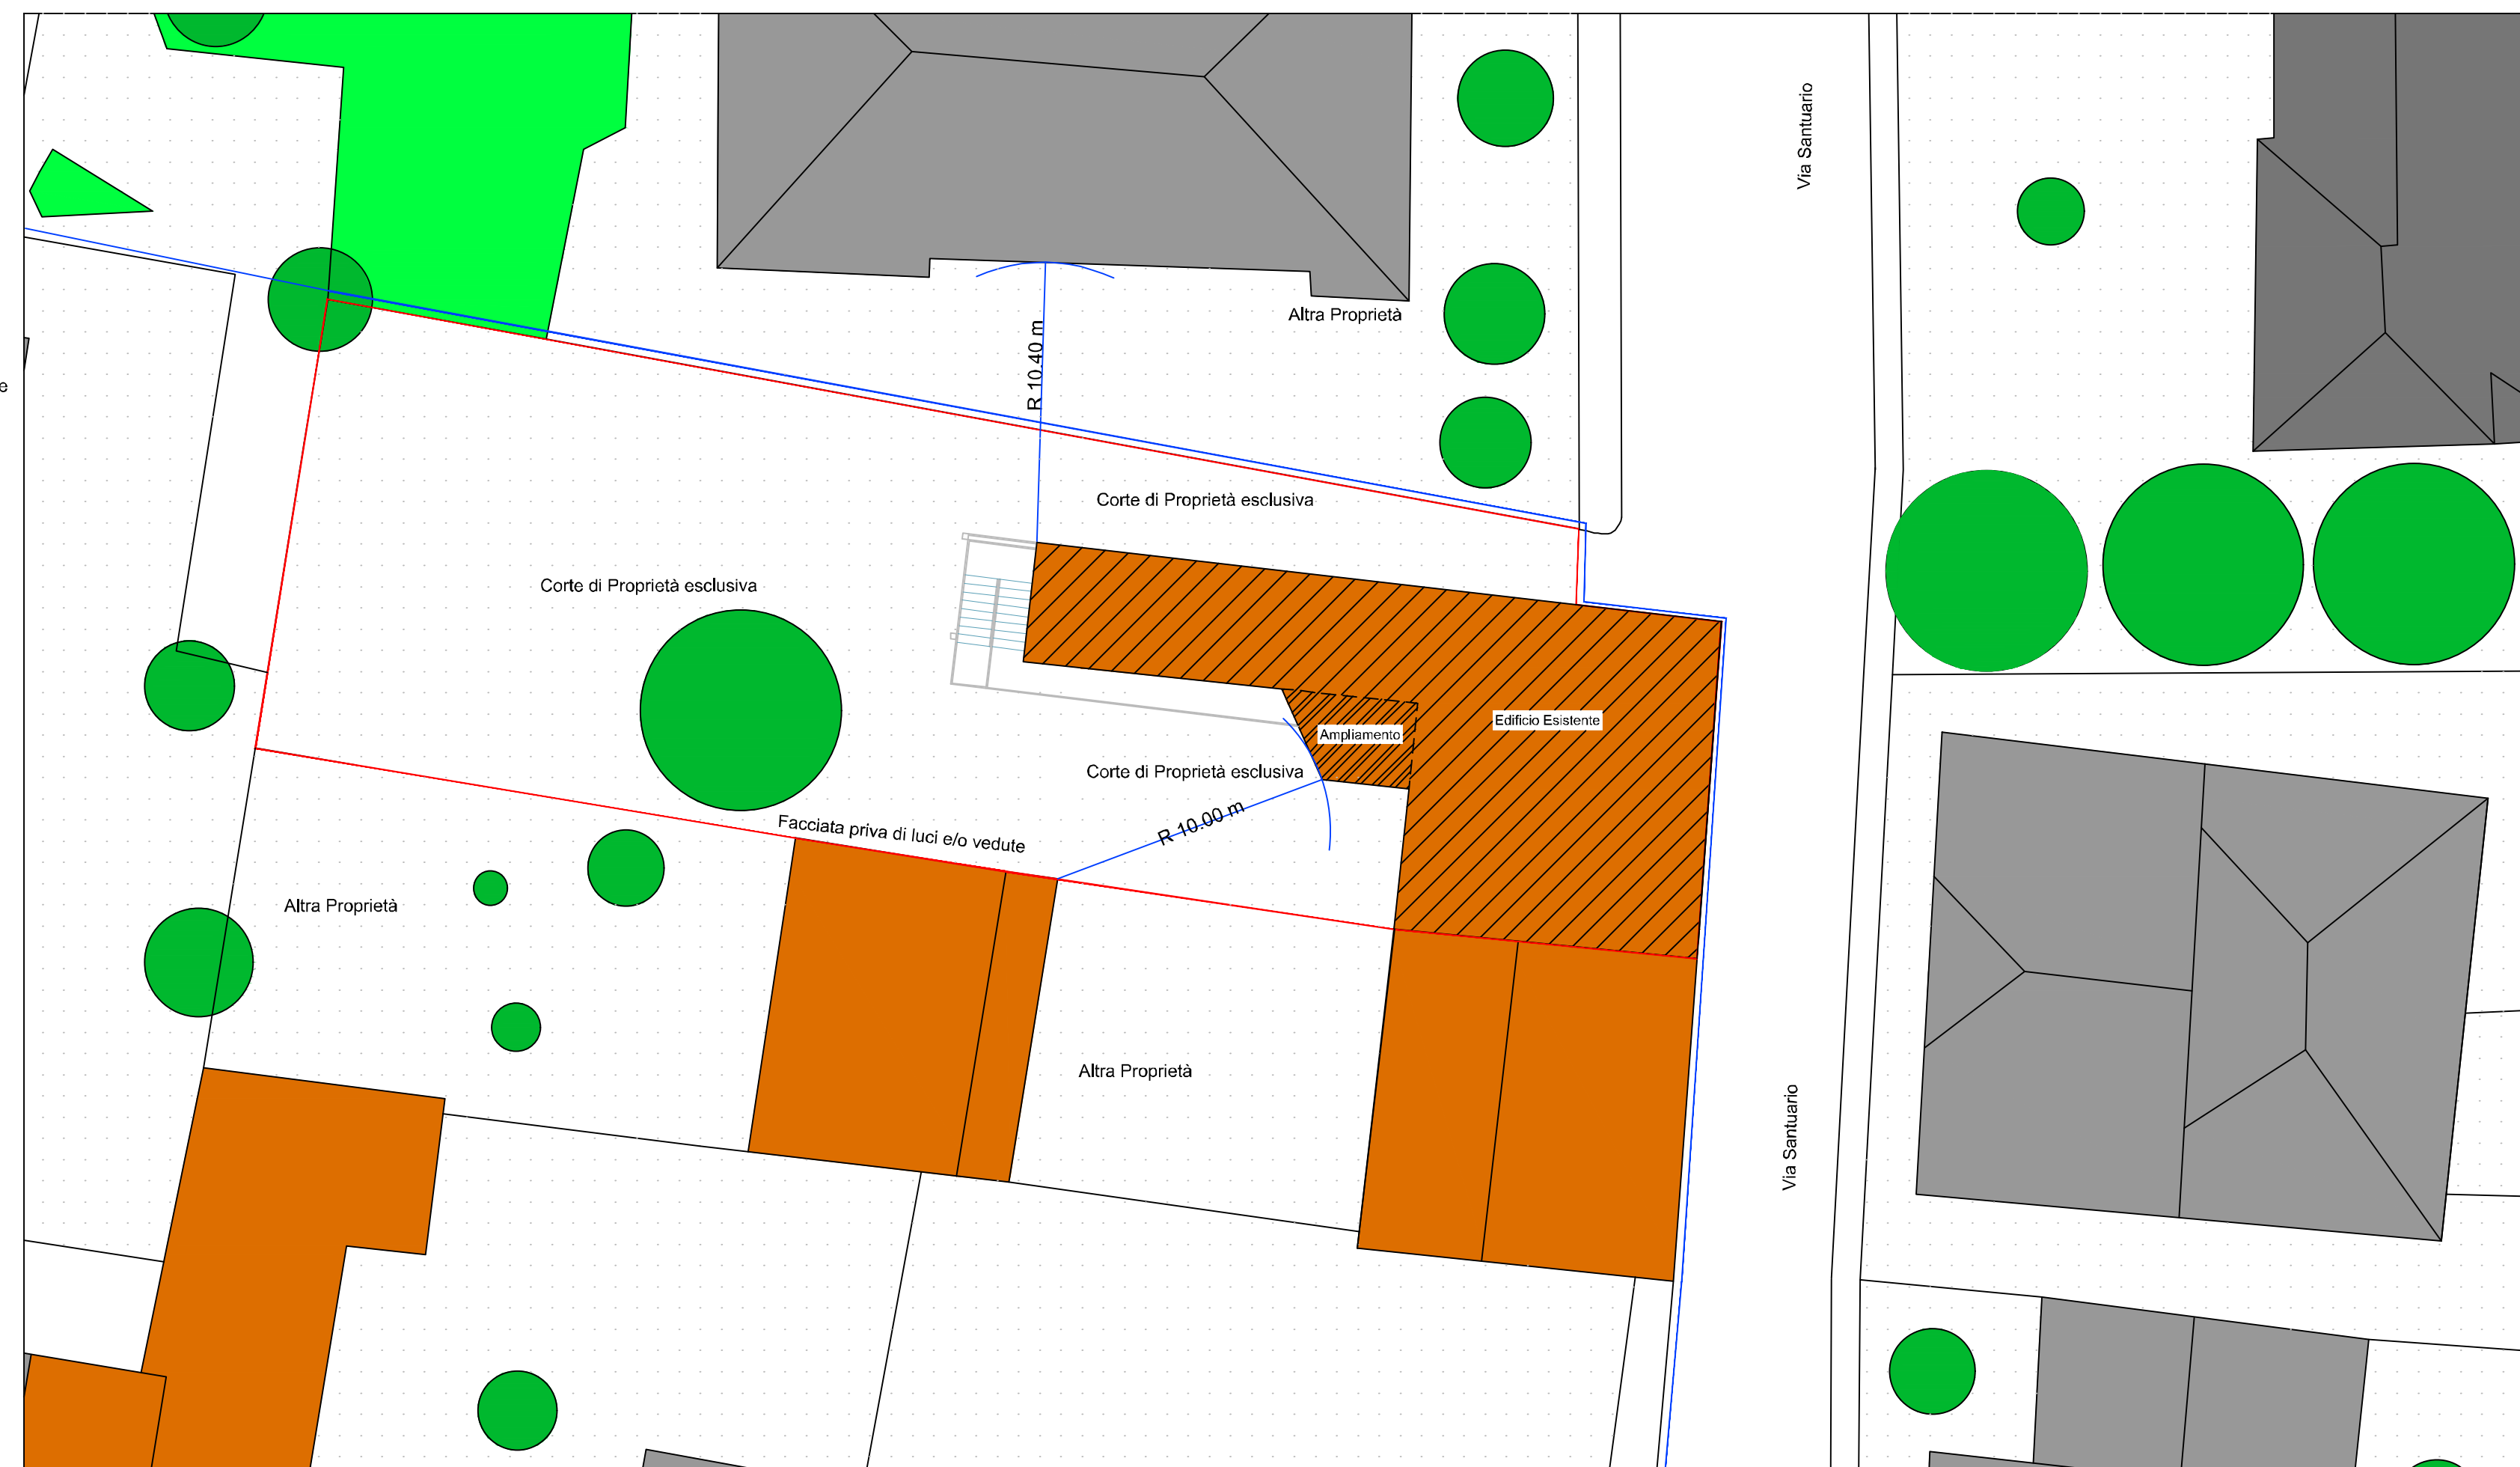 Via Santuario
Altra Proprietà
R 10.40 m
e
Corte di Proprietà esclusiva
Corte di Proprietà esclusiva
Edificio Esistente
Ampliamento
Corte di Proprietà esclusiva
R 10.00 m
Facciata priva di luci e/o vedute
Altra Proprietà
Altra Proprietà
Via Santuario